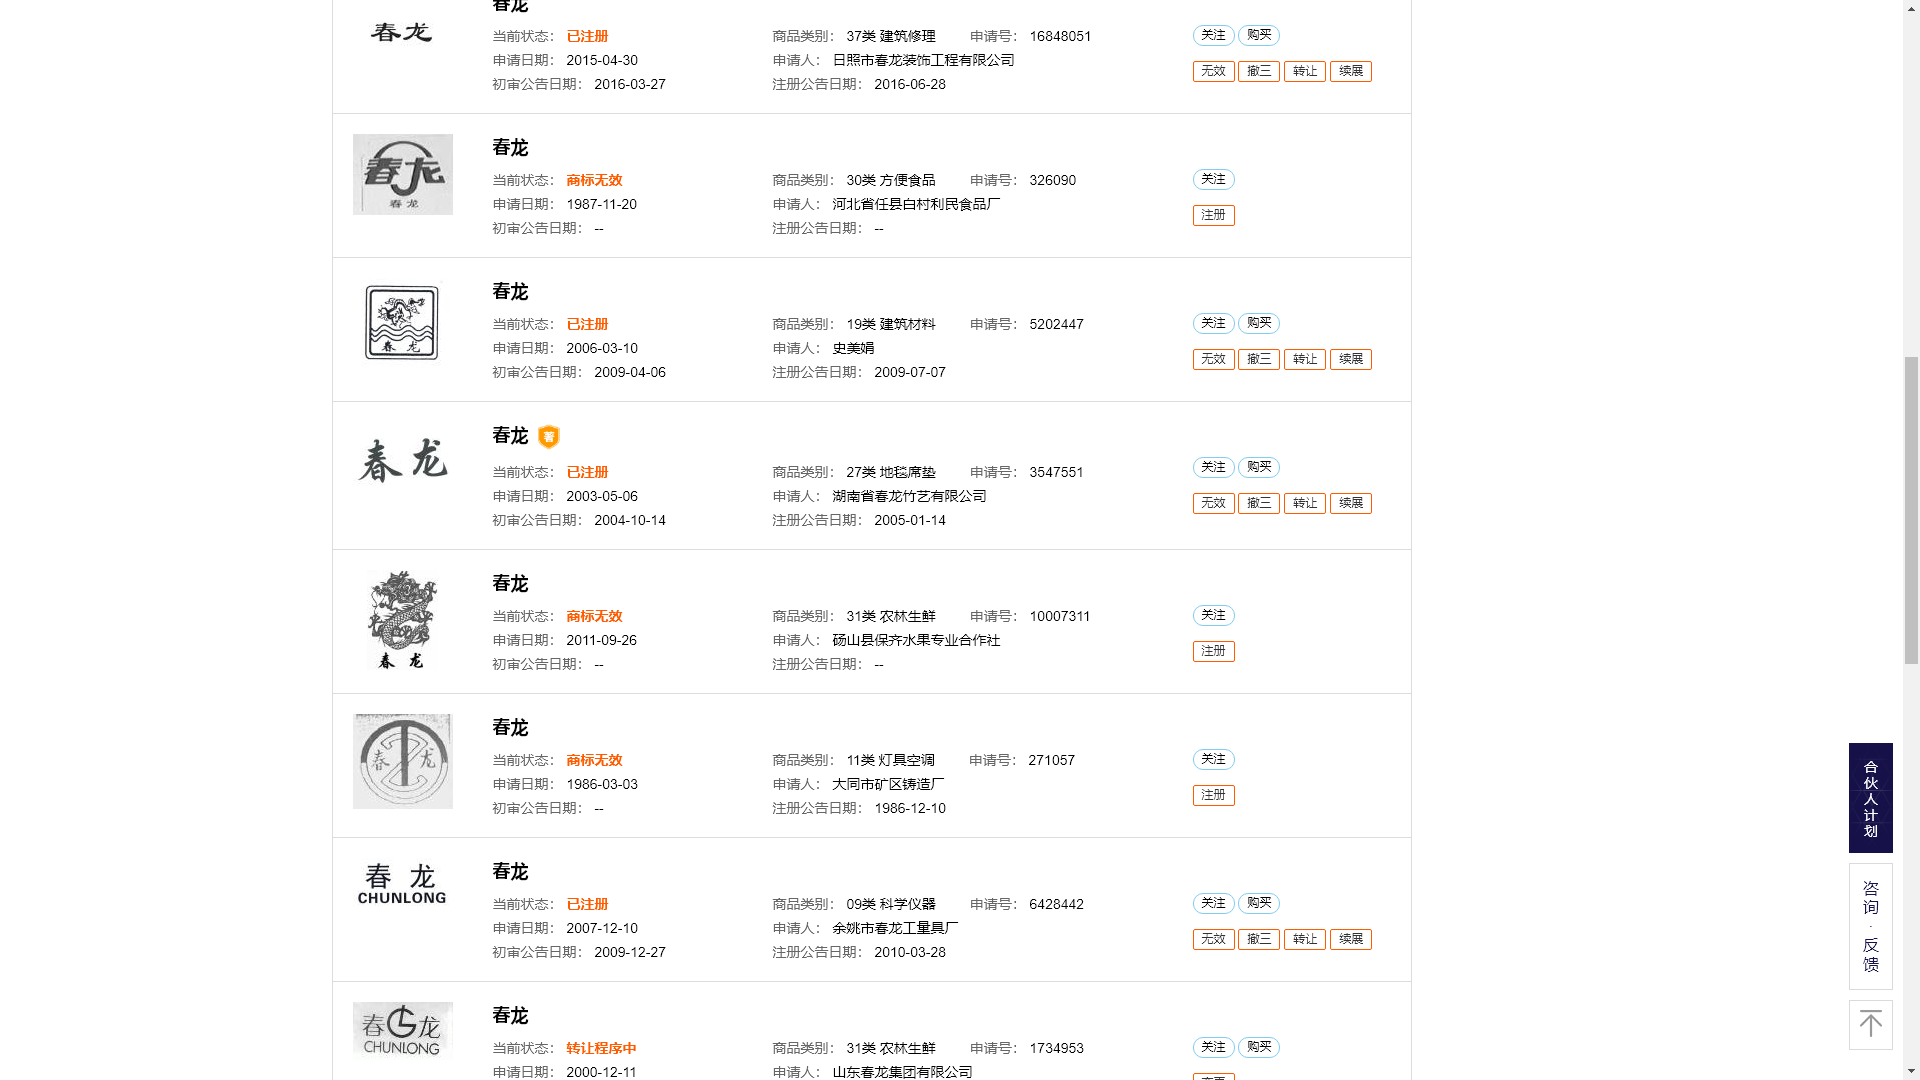 春龙
春龙
当前状态： 已注册 商品类别： 37类 建筑修理 申请号： 16848051 关注 购买
申请日期： 2015-04-30 申请人： 日照市春龙装饰工程有限公司 无效 撤三 转让 续展
初审公告日期： 2016-03-27 注册公告日期： 2016-06-28
春龙
春龙
春龙
当前状态： 商标无效 商品类别： 30类 方便食品 申请号： 326090 关注
申请日期： 1987-11-20 申请人： 河北省任县白村利民食品厂 注册
初审公告日期： -- 注册公告日期： --
春龙
春龙
当前状态： 已注册 商品类别： 19类 建筑材料 申请号： 5202447 关注 购买
申请日期： 2006-03-10 申请人： 史美娟 无效 撤三 转让 续展
初审公告日期： 2009-04-06 注册公告日期： 2009-07-07
春龙
春龙 著
当前状态： 已注册 商品类别： 27类 地毯席垫 申请号： 3547551 关注 购买
申请日期： 2003-05-06 申请人： 湖南省春龙竹艺有限公司 无效 撤三 转让 续展
初审公告日期： 2004-10-14 注册公告日期： 2005-01-14
春龙
春龙
当前状态： 商标无效 商品类别： 31类 农林生鲜 申请号： 10007311 关注
申请日期： 2011-09-26 申请人： 砀山县保齐水果专业合作社 注册
初审公告日期： -- 注册公告日期： --
春龙
春龙
当前状态： 商标无效 商品类别： 11类 灯具空调 申请号： 271057 关注
申请日期： 1986-03-03 申请人： 大同市矿区铸造厂 注册
初审公告日期： -- 注册公告日期： 1986-12-10
春龙
CHUNLONG
春龙
当前状态： 已注册 商品类别： 09类 科学仪器 申请号： 6428442 关注 购买
申请日期： 2007-12-10 申请人： 余姚市春龙工量具厂 无效 撤三 转让 续展
初审公告日期： 2009-12-27 注册公告日期： 2010-03-28
春龙
CHUNLONG
春龙
当前状态： 转让程序中 商品类别： 31类 农林生鲜 申请号： 1734953 关注 购买
申请日期： 2000-12-11 申请人： 山东春龙集团有限公司
合伙人计划
咨询·反馈